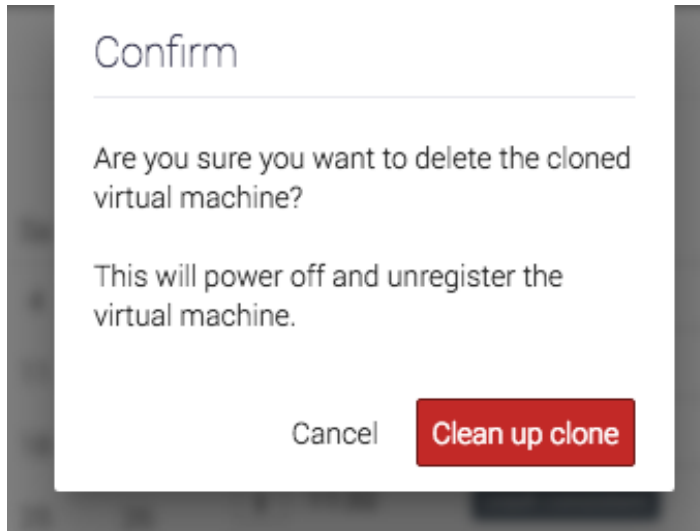 Confirm
Are you sure you want to delete the cloned
virtual machine?
This will power off and unregister the
virtual machine.
Cancel
Clean up clone